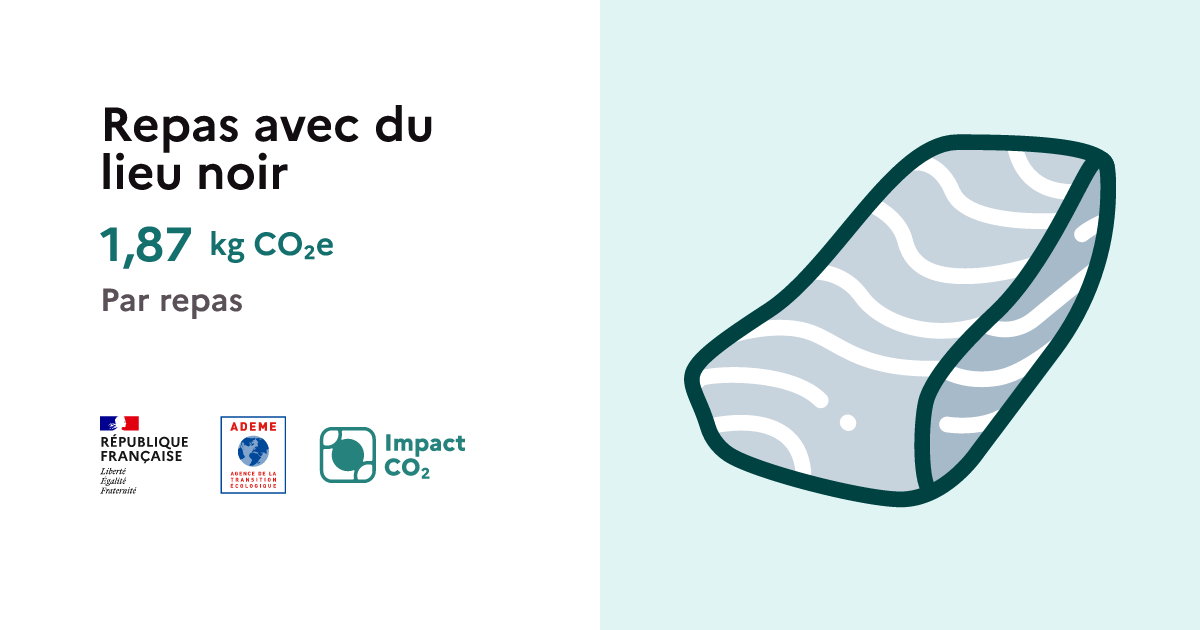 Repas avec du
lieu noir
1,87 kg CO₂e
Par repas
RÉPUBLIQUE
FRANÇAISE
Liberté
Égalité
Fraternité
ADEME
AGENCE DE LA
TRANSITION
ÉCOLOGIQUE
Impact
CO₂